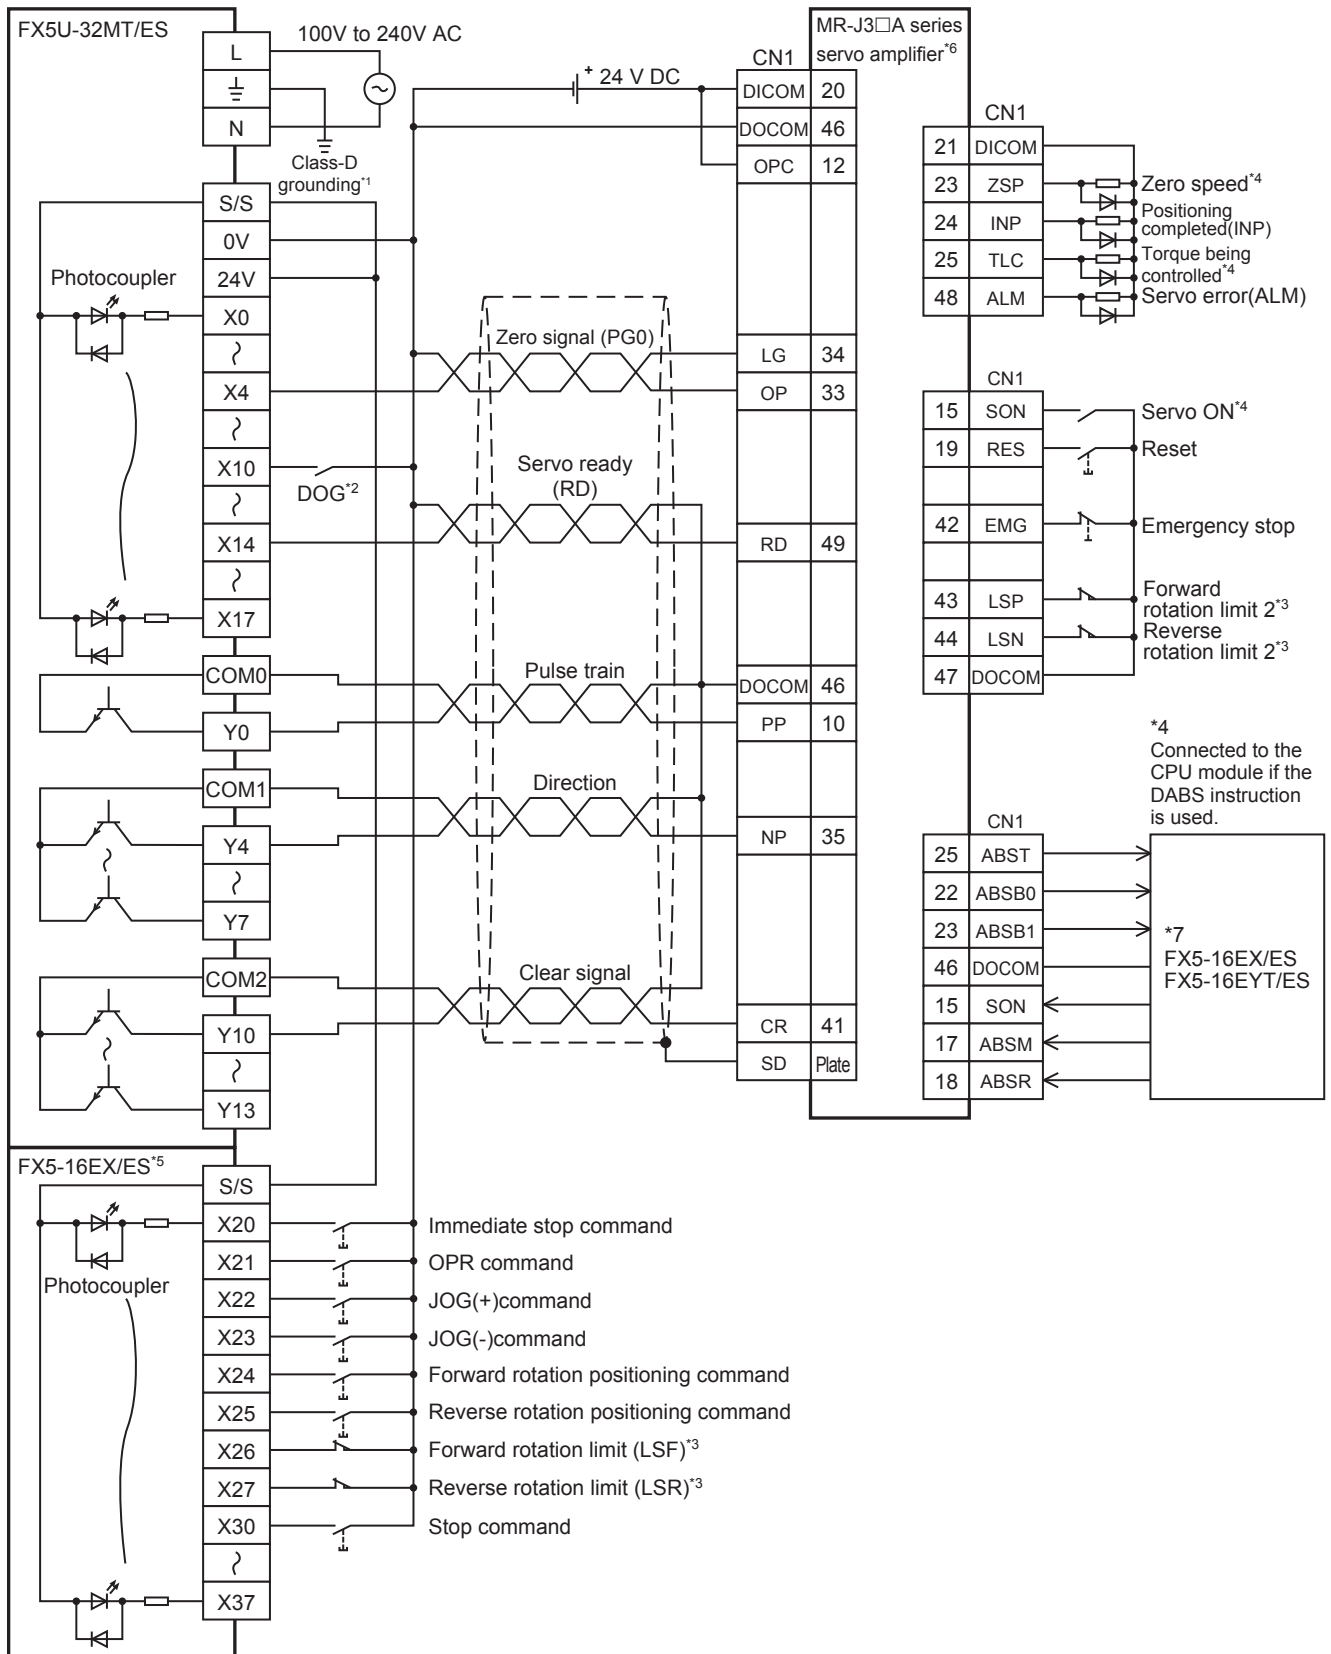 FX5U-32MT/ES
L
N
100V to 240V AC
Class-D
grounding*1
S/S
0V
24V
Photocoupler
X0
X4
X10
DOG*2
X14
X17
COM0
Y0
COM1
Y4
Y7
COM2
Y10
Y13
FX5-16EX/ES*5
S/S
X20 Immediate stop command
X21 OPR command
Photocoupler
X22 JOG(+)command
X23 JOG(-)command
X24 Forward rotation positioning command
X25 Reverse rotation positioning command
X26 Forward rotation limit (LSF)*3
X27 Reverse rotation limit (LSR)*3
X30 Stop command
X37
+ 24 V DC
Zero signal (PG0)
Servo ready
(RD)
Pulse train
Direction
Clear signal
MR-J3□A series
servo amplifier*6
CN1
DICOM 20
DOCOM 46
OPC 12
LG 34
OP 33
RD 49
DOCOM 46
PP 10
NP 35
CR 41
SD Plate
CN1
21 DICOM
23 ZSP Zero speed*4
24 INP Positioning
completed(INP)
25 TLC Torque being
controlled*4
48 ALM Servo error(ALM)
CN1
15 SON Servo ON*4
19 RES Reset
42 EMG Emergency stop
43 LSP Forward
rotation limit 2*3
44 LSN Reverse
rotation limit 2*3
47 DOCOM
*4
Connected to the
CPU module if the
DABS instruction
is used.
CN1
25 ABST
22 ABSB0
23 ABSB1
46 DOCOM
15 SON
17 ABSM
18 ABSR
*7
FX5-16EX/ES
FX5-16EYT/ES